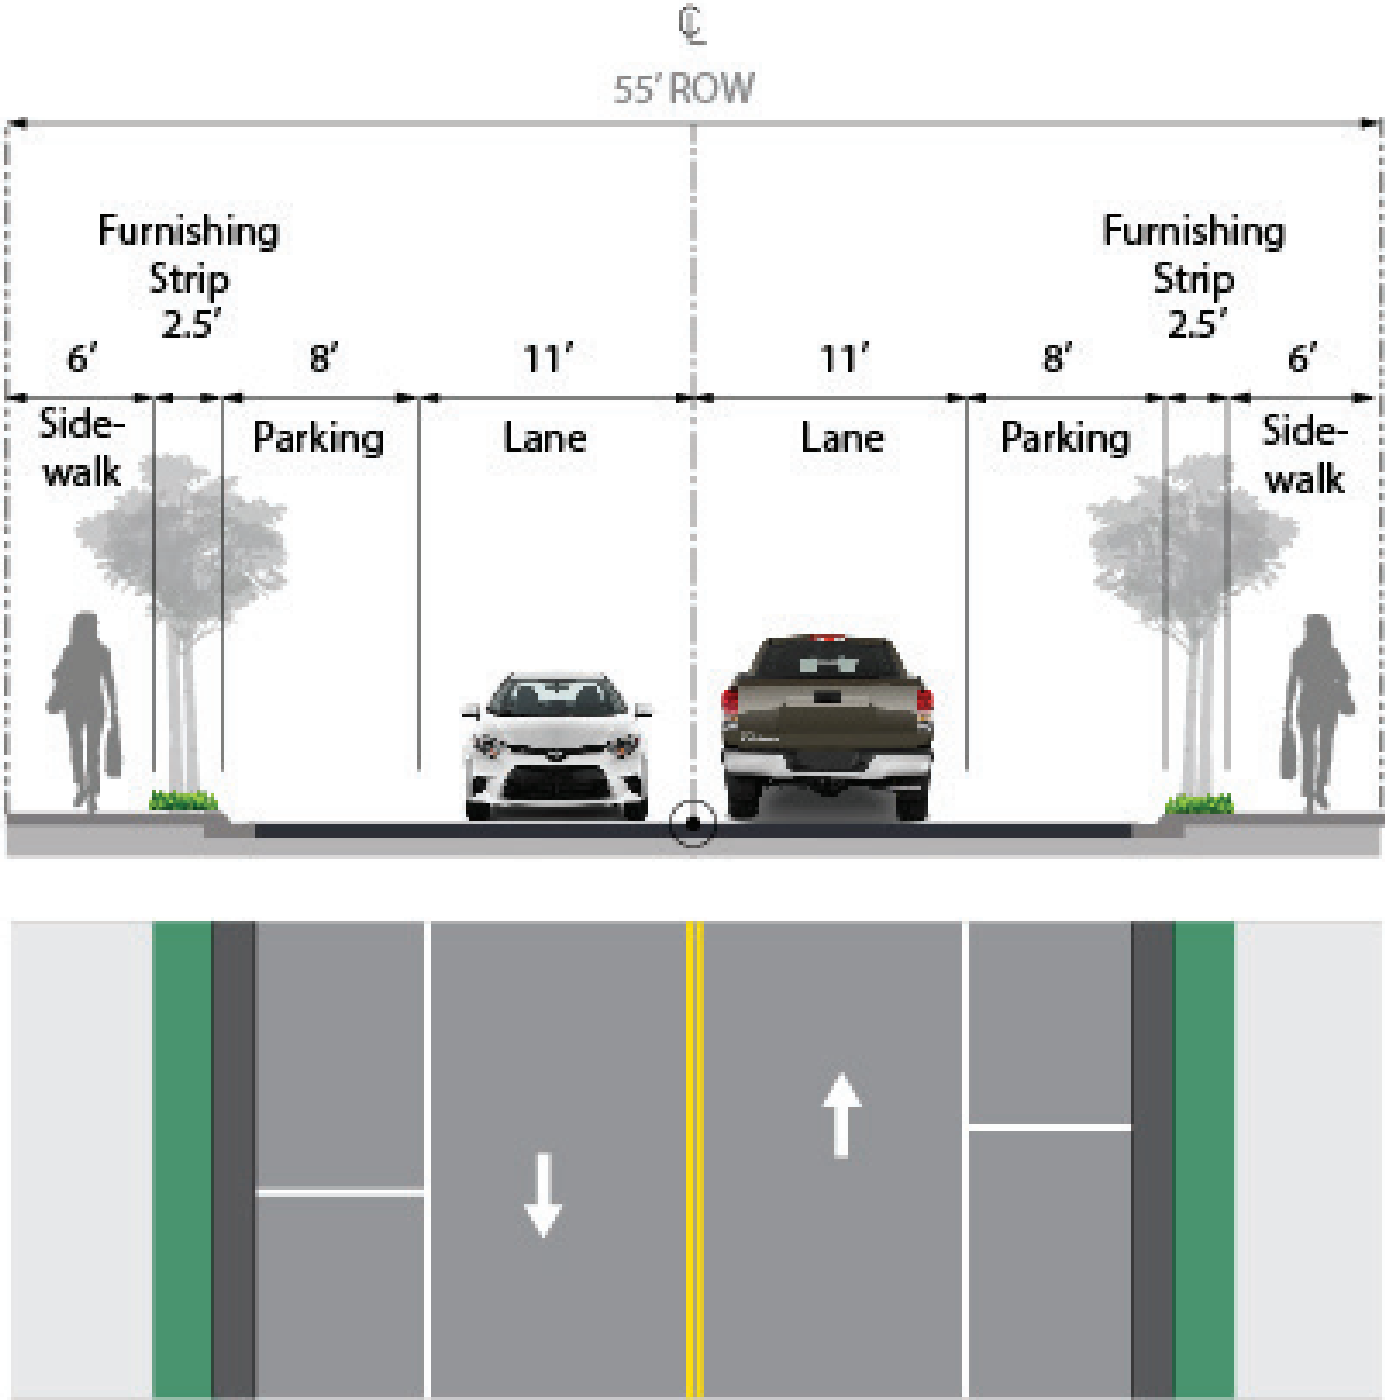 ℄
55' ROW
Furnishing
Strip
2.5'
Furnishing
Strip
2.5'
6'
8'
11'
11'
8'
6'
Side-
walk
Parking
Lane
Lane
Parking
Side-
walk